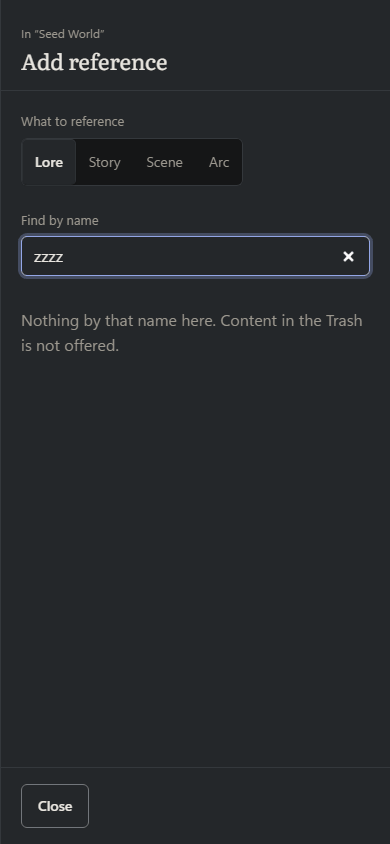 In "Seed World"
Add reference
What to reference
Lore Story Scene Arc
Find by name
zzzz
Nothing by that name here. Content in the Trash
is not offered.
Close